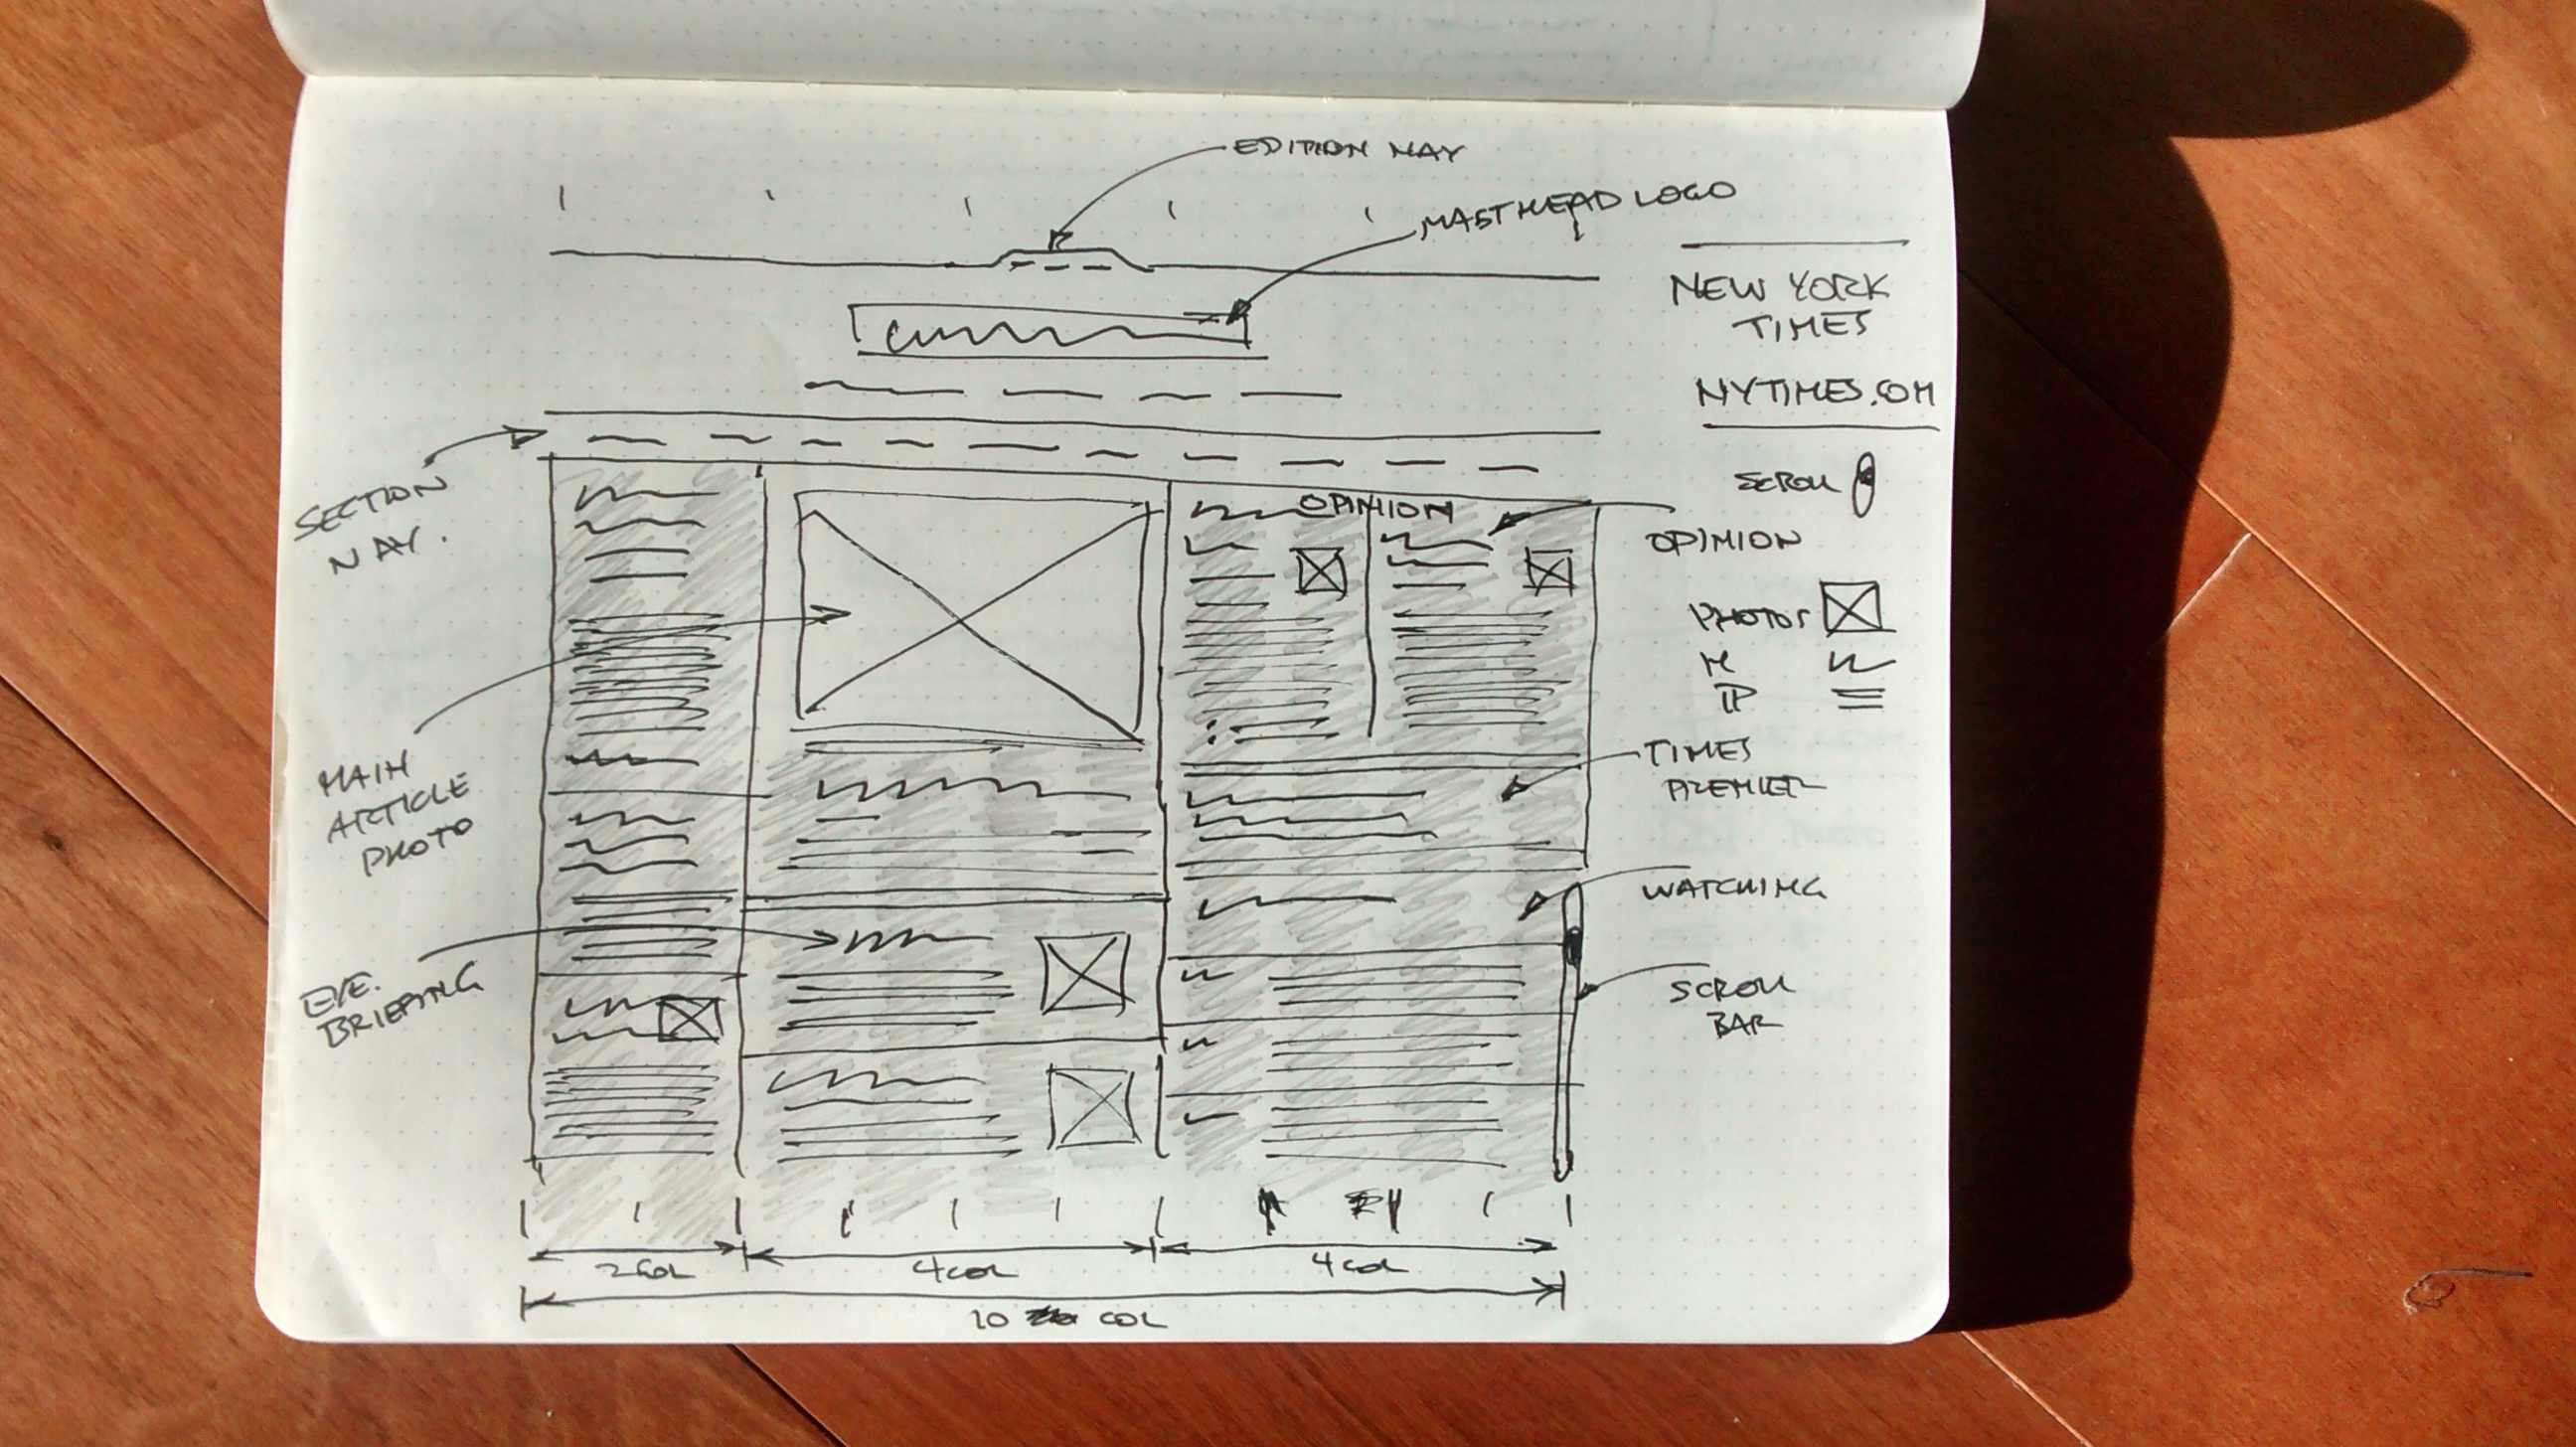 EDITION NAV
MASTHEAD LOGO
NEW YORK
TIMES
NYTIMES.COM
SCROLL
SECTION
NAV.
OPINION
OPINION
PHOTOS
H
P
MAIN
ARTICLE
PHOTO
TIMES
PREMIER
WATCHING
EVE.
BRIEFING
SCROLL
BAR
2 COL
4 COL
4 COL
10 COL